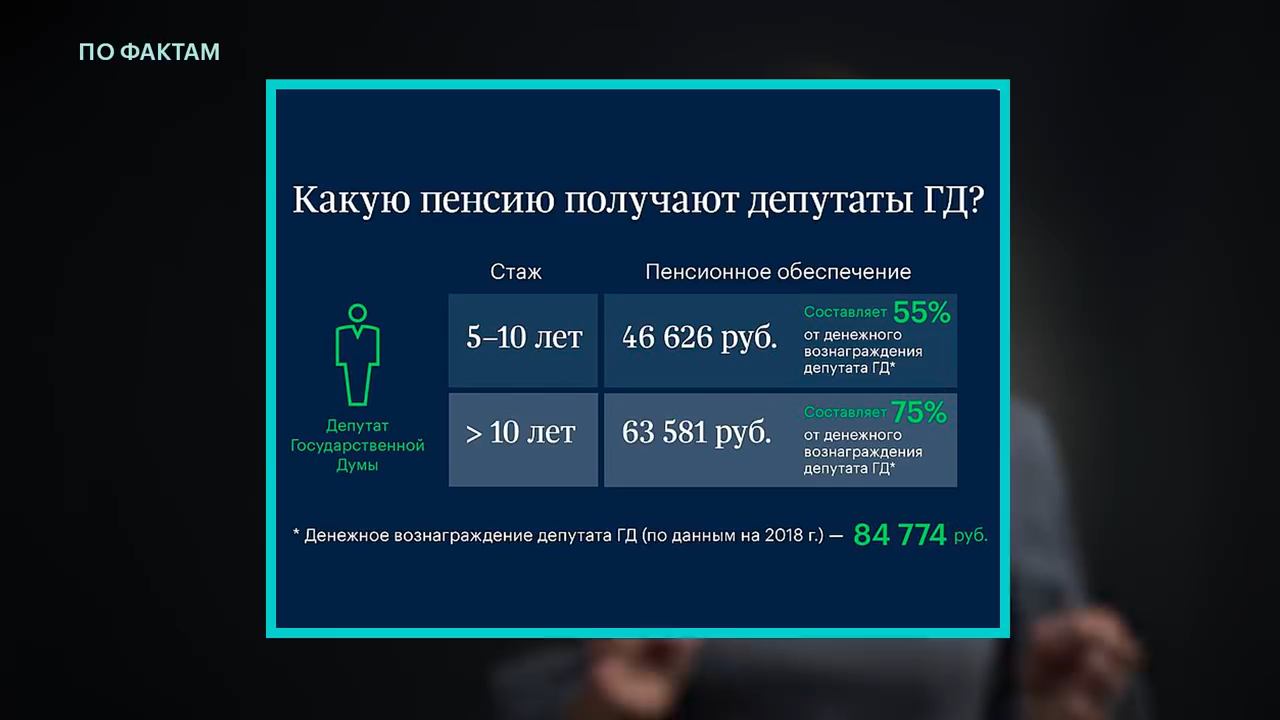 ПО ФАКТАМ
Какую пенсию получают депутаты ГД?
Стаж
Пенсионное обеспечение
Депутат
Государственной
Думы
5–10 лет
46 626 руб.
Составляет 55%
от денежного
вознаграждения
депутата ГД*
> 10 лет
63 581 руб.
Составляет 75%
от денежного
вознаграждения
депутата ГД*
* Денежное вознаграждение депутата ГД (по данным на 2018 г.) — 84 774 руб.